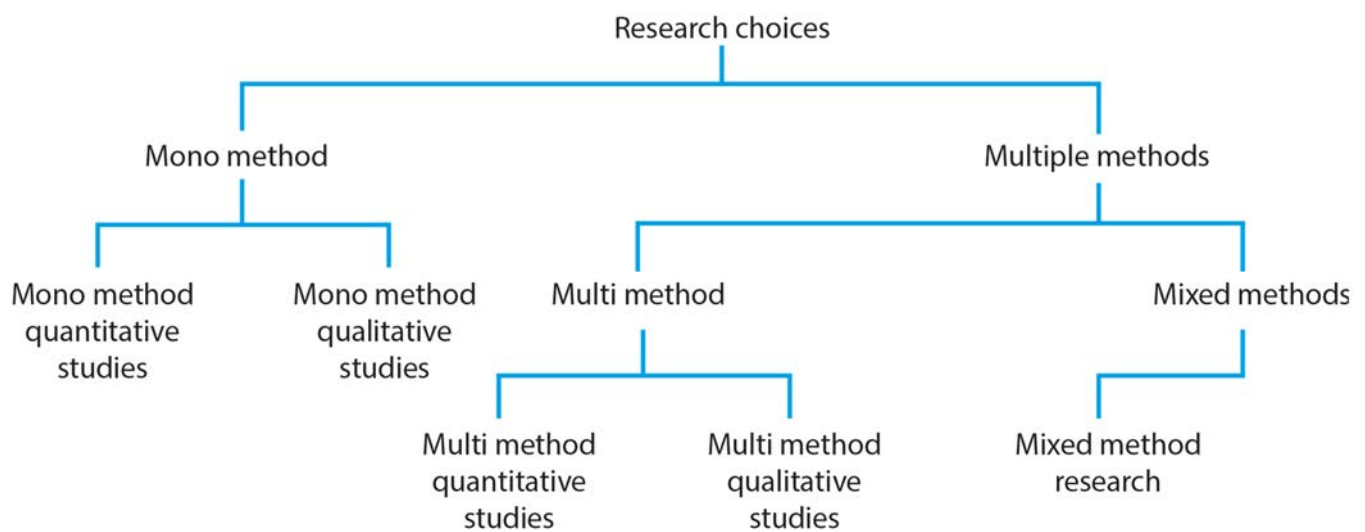 Research choices
Mono method
Multiple methods
Mono method
quantitative
studies
Mono method
qualitative
studies
Multi method
Mixed methods
Multi method
quantitative
studies
Multi method
qualitative
studies
Mixed method
research